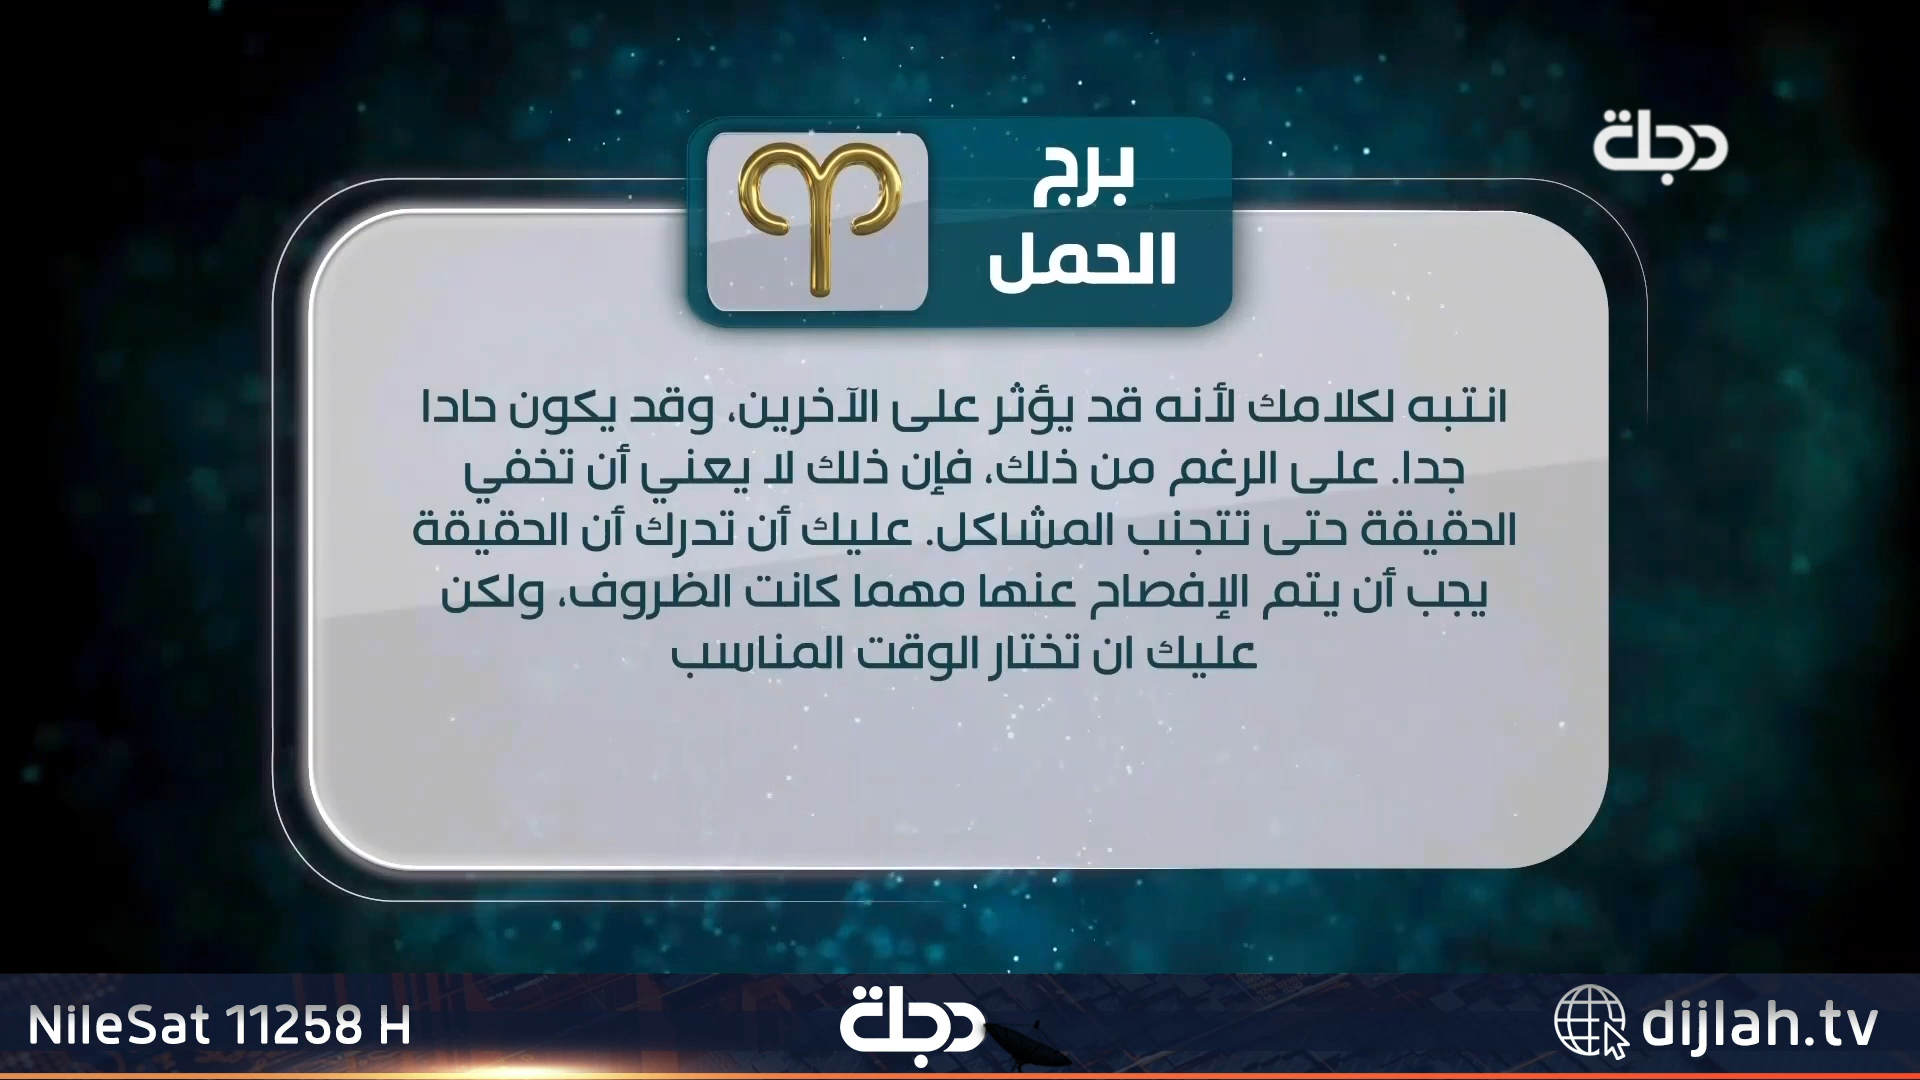 دجلة
برج
الحمل
انتبه لكلامك لأنه قد يؤثر على الآخرين، وقد يكون حادا
جدا. على الرغم من ذلك، فإن ذلك لا يعني أن تخفي
الحقيقة حتى تتجنب المشاكل. عليك أن تدرك أن الحقيقة
يجب أن يتم الإفصاح عنها مهما كانت الظروف، ولكن
عليك ان تختار الوقت المناسب
NileSat 11258 H
دجلة
dijlah.tv